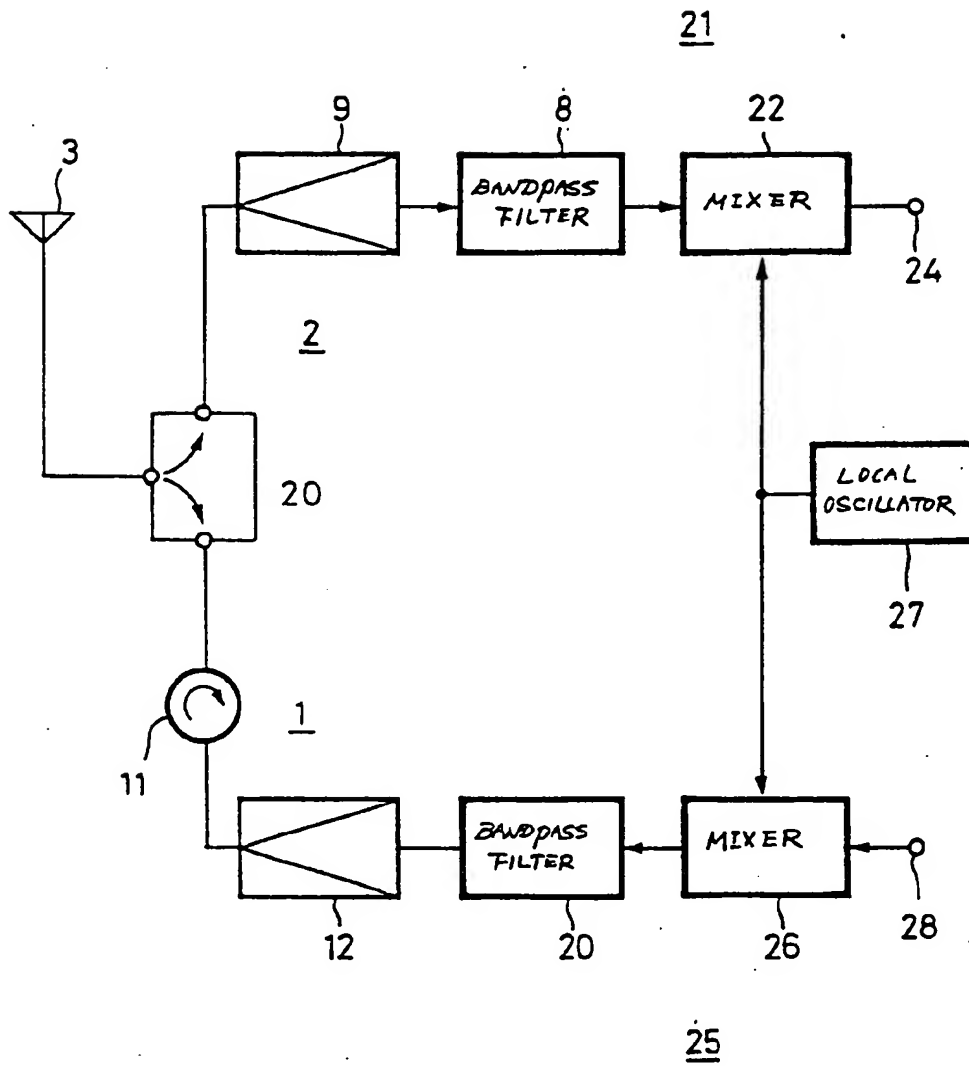 21
9
8
22
3
BANDPASS
FILTER
MIXER
24
2
20
LOCAL
OSCILLATOR
27
1
11
BANDPASS
FILTER
MIXER
12
20
26
28
25